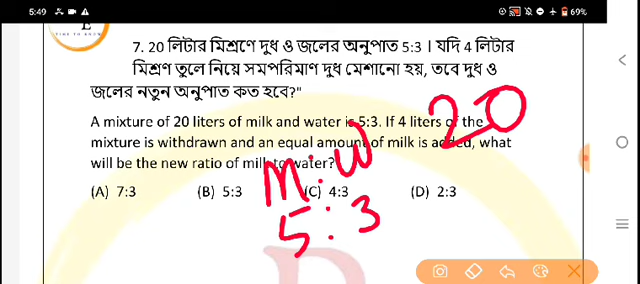 5:49
69%
E
TIME TO KNOW
7. 20 লিটার মিশ্রণে দুধ ও জলের অনুপাত 5:3 । যদি 4 লিটার
মিশ্রণ তুলে নিয়ে সমপরিমাণ দুধ মেশানো হয়, তবে দুধ ও
জলের নতুন অনুপাত কত হবে?"
A mixture of 20 liters of milk and water is 5:3. If 4 liters of the
mixture is withdrawn and an equal amount of milk is added, what
will be the new ratio of milk to water?
(A) 7:3 (B) 5:3 (C) 4:3 (D) 2:3
20
M : W
5 : 3